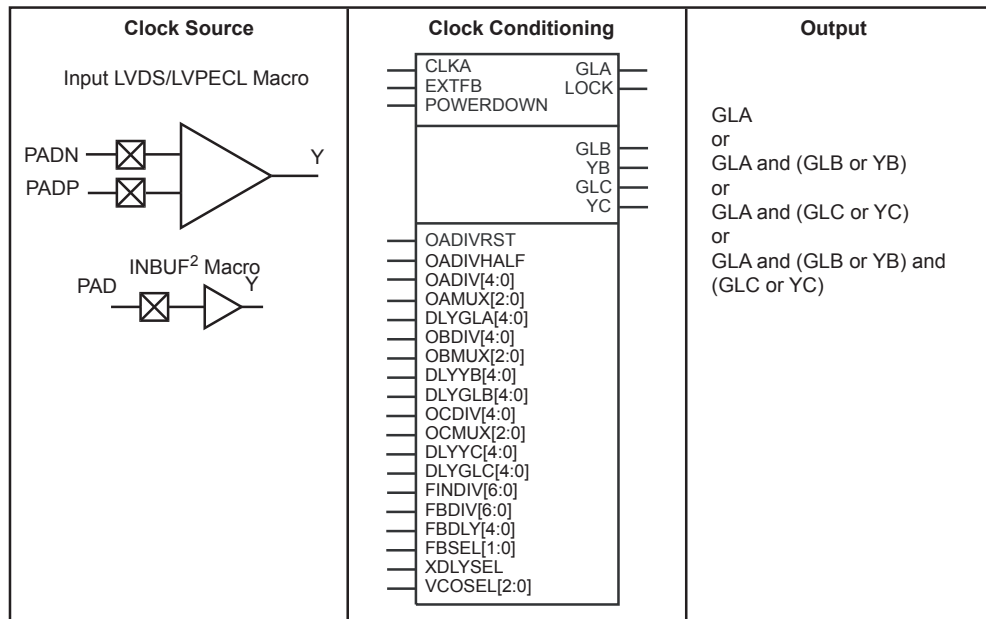 Clock Source
Input LVDS/LVPECL Macro
PADN
PADP
Y
INBUF² Macro
PAD
Y
Clock Conditioning
CLKA
EXTFB
POWERDOWN
GLA
LOCK
GLB
YB
GLC
YC
OADIVRST
OADIVHALF
OADIV[4:0]
OAMUX[2:0]
DLYGLA[4:0]
OBDIV[4:0]
OBMUX[2:0]
DLYYB[4:0]
DLYGLB[4:0]
OCDIV[4:0]
OCMUX[2:0]
DLYYC[4:0]
DLYGLC[4:0]
FINDIV[6:0]
FBDIV[6:0]
FBDLY[4:0]
FBSEL[1:0]
XDLYSEL
VCOSEL[2:0]
Output
GLA
or
GLA and (GLB or YB)
or
GLA and (GLC or YC)
or
GLA and (GLB or YB) and
(GLC or YC)